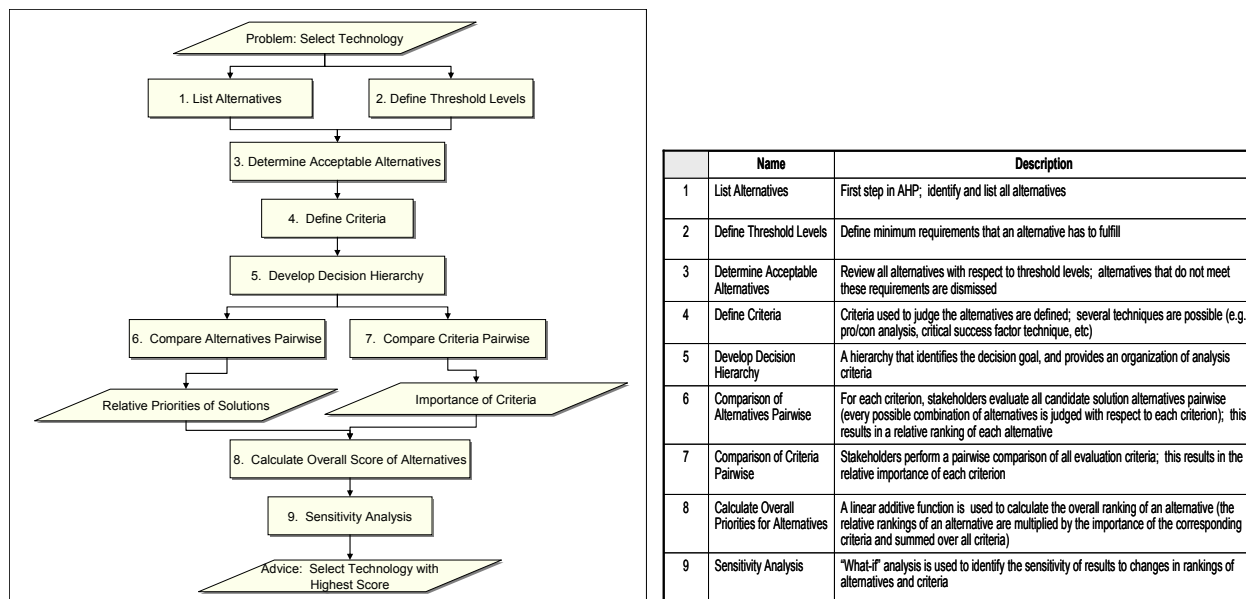 Problem: Select Technology
1. List Alternatives
2. Define Threshold Levels
3. Determine Acceptable Alternatives
4. Define Criteria
5. Develop Decision Hierarchy
6. Compare Alternatives Pairwise
7. Compare Criteria Pairwise
Relative Priorities of Solutions
Importance of Criteria
8. Calculate Overall Score of Alternatives
9. Sensitivity Analysis
Advice: Select Technology with
Highest Score
Name Description
1 List Alternatives First step in AHP; identify and list all alternatives
2 Define Threshold Levels Define minimum requirements that an alternative has to fulfill
3 Determine Acceptable Review all alternatives with respect to threshold levels; alternatives that do not meet
Alternatives these requirements are dismissed
4 Define Criteria Criteria used to judge the alternatives are defined; several techniques are possible (e.g.
pro/con analysis, critical success factor technique, etc)
5 Develop Decision A hierarchy that identifies the decision goal, and provides an organization of analysis
Hierarchy criteria
6 Comparison of For each criterion, stakeholders evaluate all candidate solution alternatives pairwise
Alternatives Pairwise (every possible combination of alternatives is judged with respect to each criterion); this
results in a relative ranking of each alternative
7 Comparison of Criteria Stakeholders perform a pairwise comparison of all evaluation criteria; this results in the
Pairwise relative importance of each criterion
8 Calculate Overall A linear additive function is used to calculate the overall ranking of an alternative (the
Priorities for Alternatives relative rankings of an alternative are multiplied by the importance of the corresponding
criteria and summed over all criteria)
9 Sensitivity Analysis "What-if" analysis is used to identify the sensitivity of results to changes in rankings of
alternatives and criteria